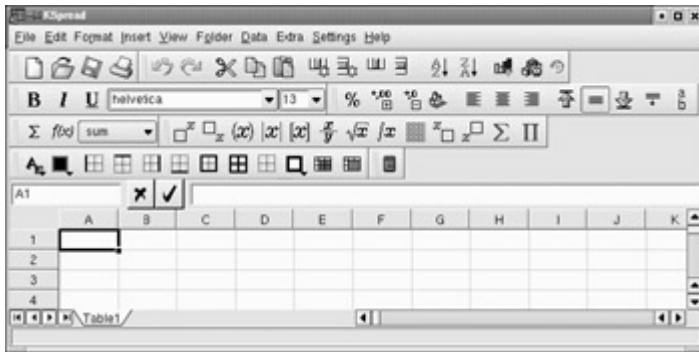 KSpread
File Edit Format Insert View Folder Data Extra Settings Help
B I U helvetica 13 %
Σ f(x) sum (x) |x| [x] x/y √x ∫x Σ Π
A1
A B C D E F G H I J K
1
2
3
4
Table1